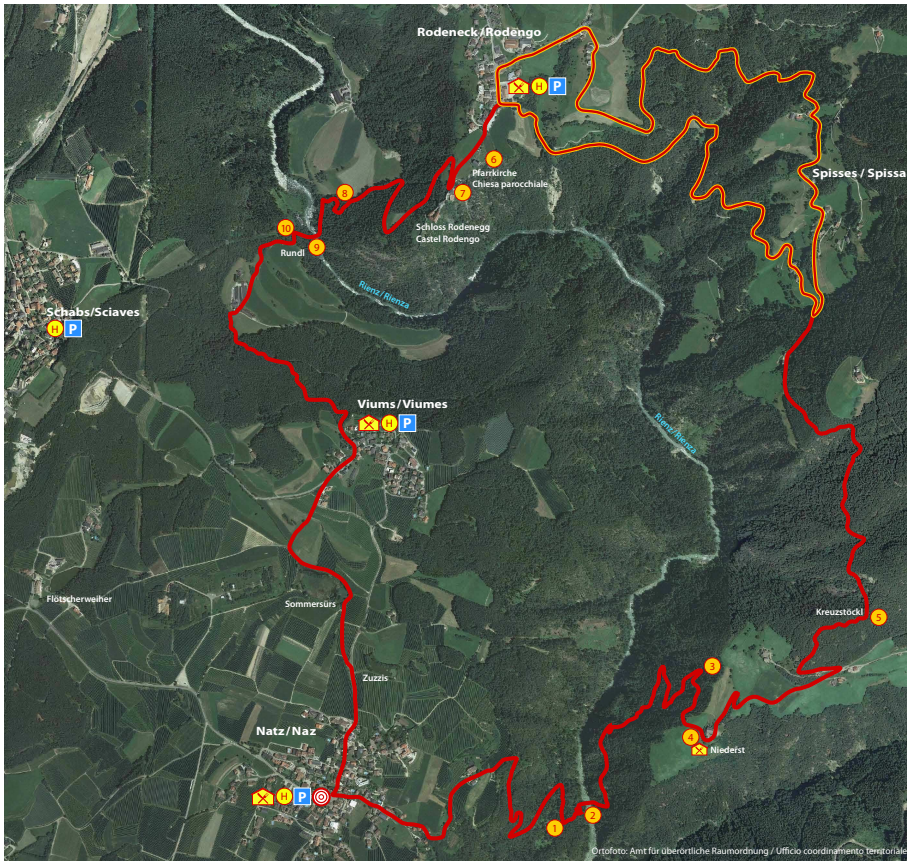 Rodeneck/Rodengo
H P
Spisses / Spissa
6
Pfarrkirche
Chiesa parocchiale
7
8
Schloss Rodenegg
Castel Rodengo
10
9
Rundl
Rienz/Rienza
Schabs/Sciaves
H P
Viums/Viumes
H P
Rienz/Rienza
Flötscherweiher
Sommersürs
Kreuzstöckl
5
3
Zuzzis
Natz/Naz
4
Niederst
H P
1
2
Ortofoto: Amt für überörtliche Raumordnung / Ufficio coordinamento territoriale